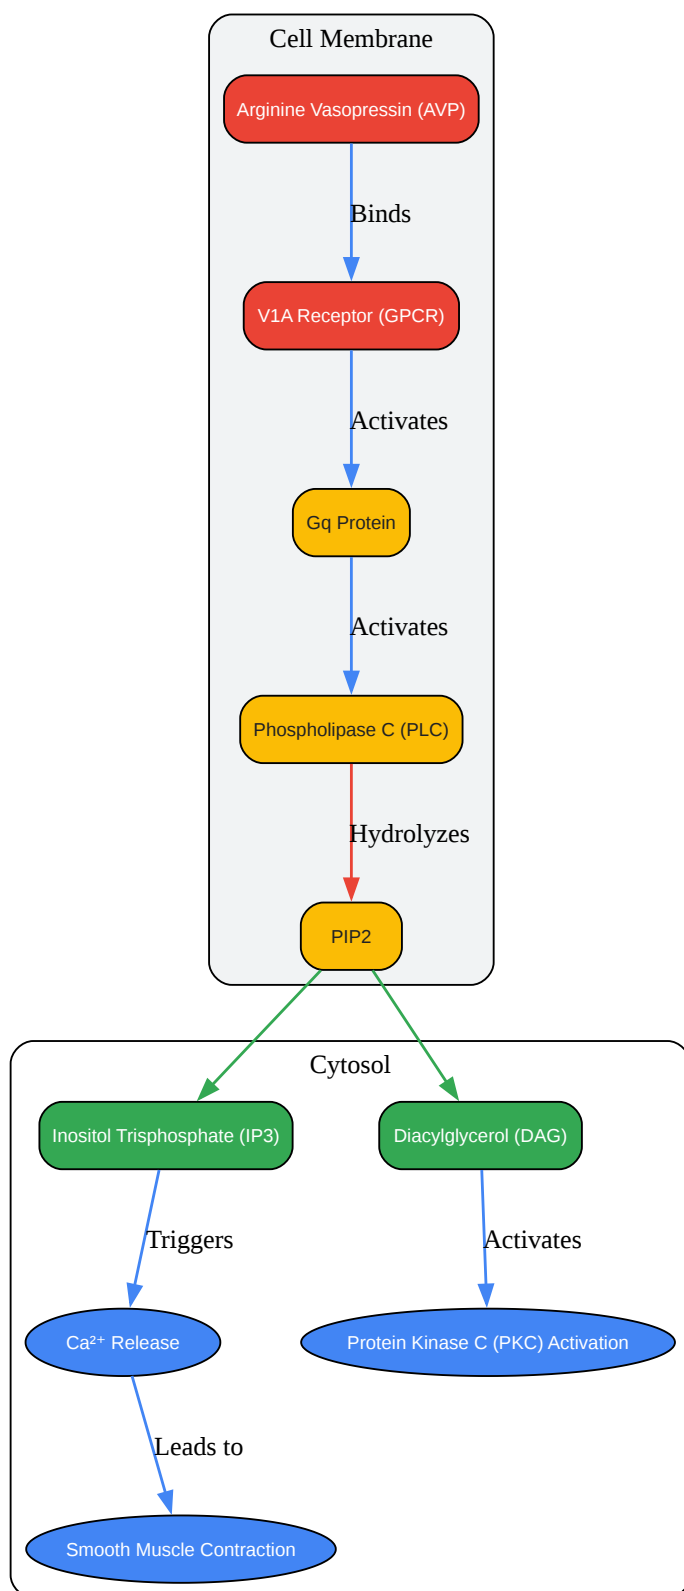 Cell Membrane
Arginine Vasopressin (AVP)
Binds
V1A Receptor (GPCR)
Activates
Gq Protein
Activates
Phospholipase C (PLC)
Hydrolyzes
PIP2
Cytosol
Inositol Trisphosphate (IP3)
Diacylglycerol (DAG)
Triggers
Activates
Ca²⁺ Release
Protein Kinase C (PKC) Activation
Leads to
Smooth Muscle Contraction